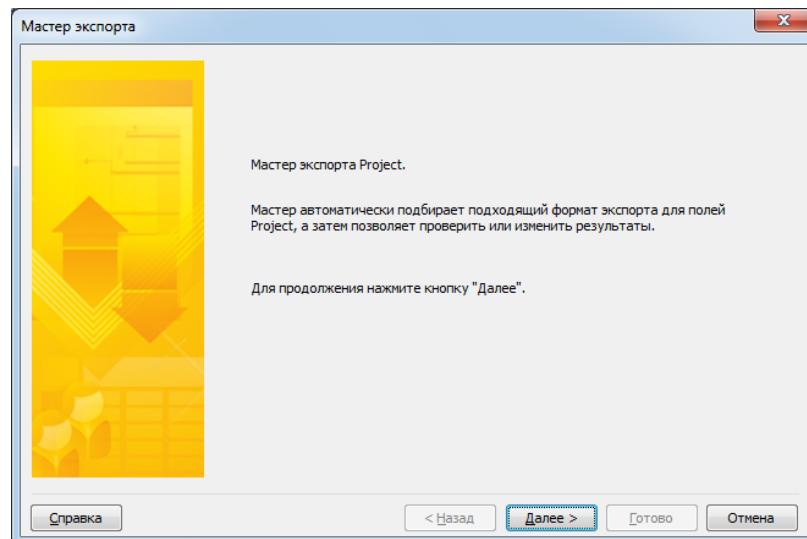 Мастер экспорта
Мастер экспорта Project.
Мастер автоматически подбирает подходящий формат экспорта для полей
Project, а затем позволяет проверить или изменить результаты.
Для продолжения нажмите кнопку "Далее".
Справка
< Назад
Далее >
Готово
Отмена